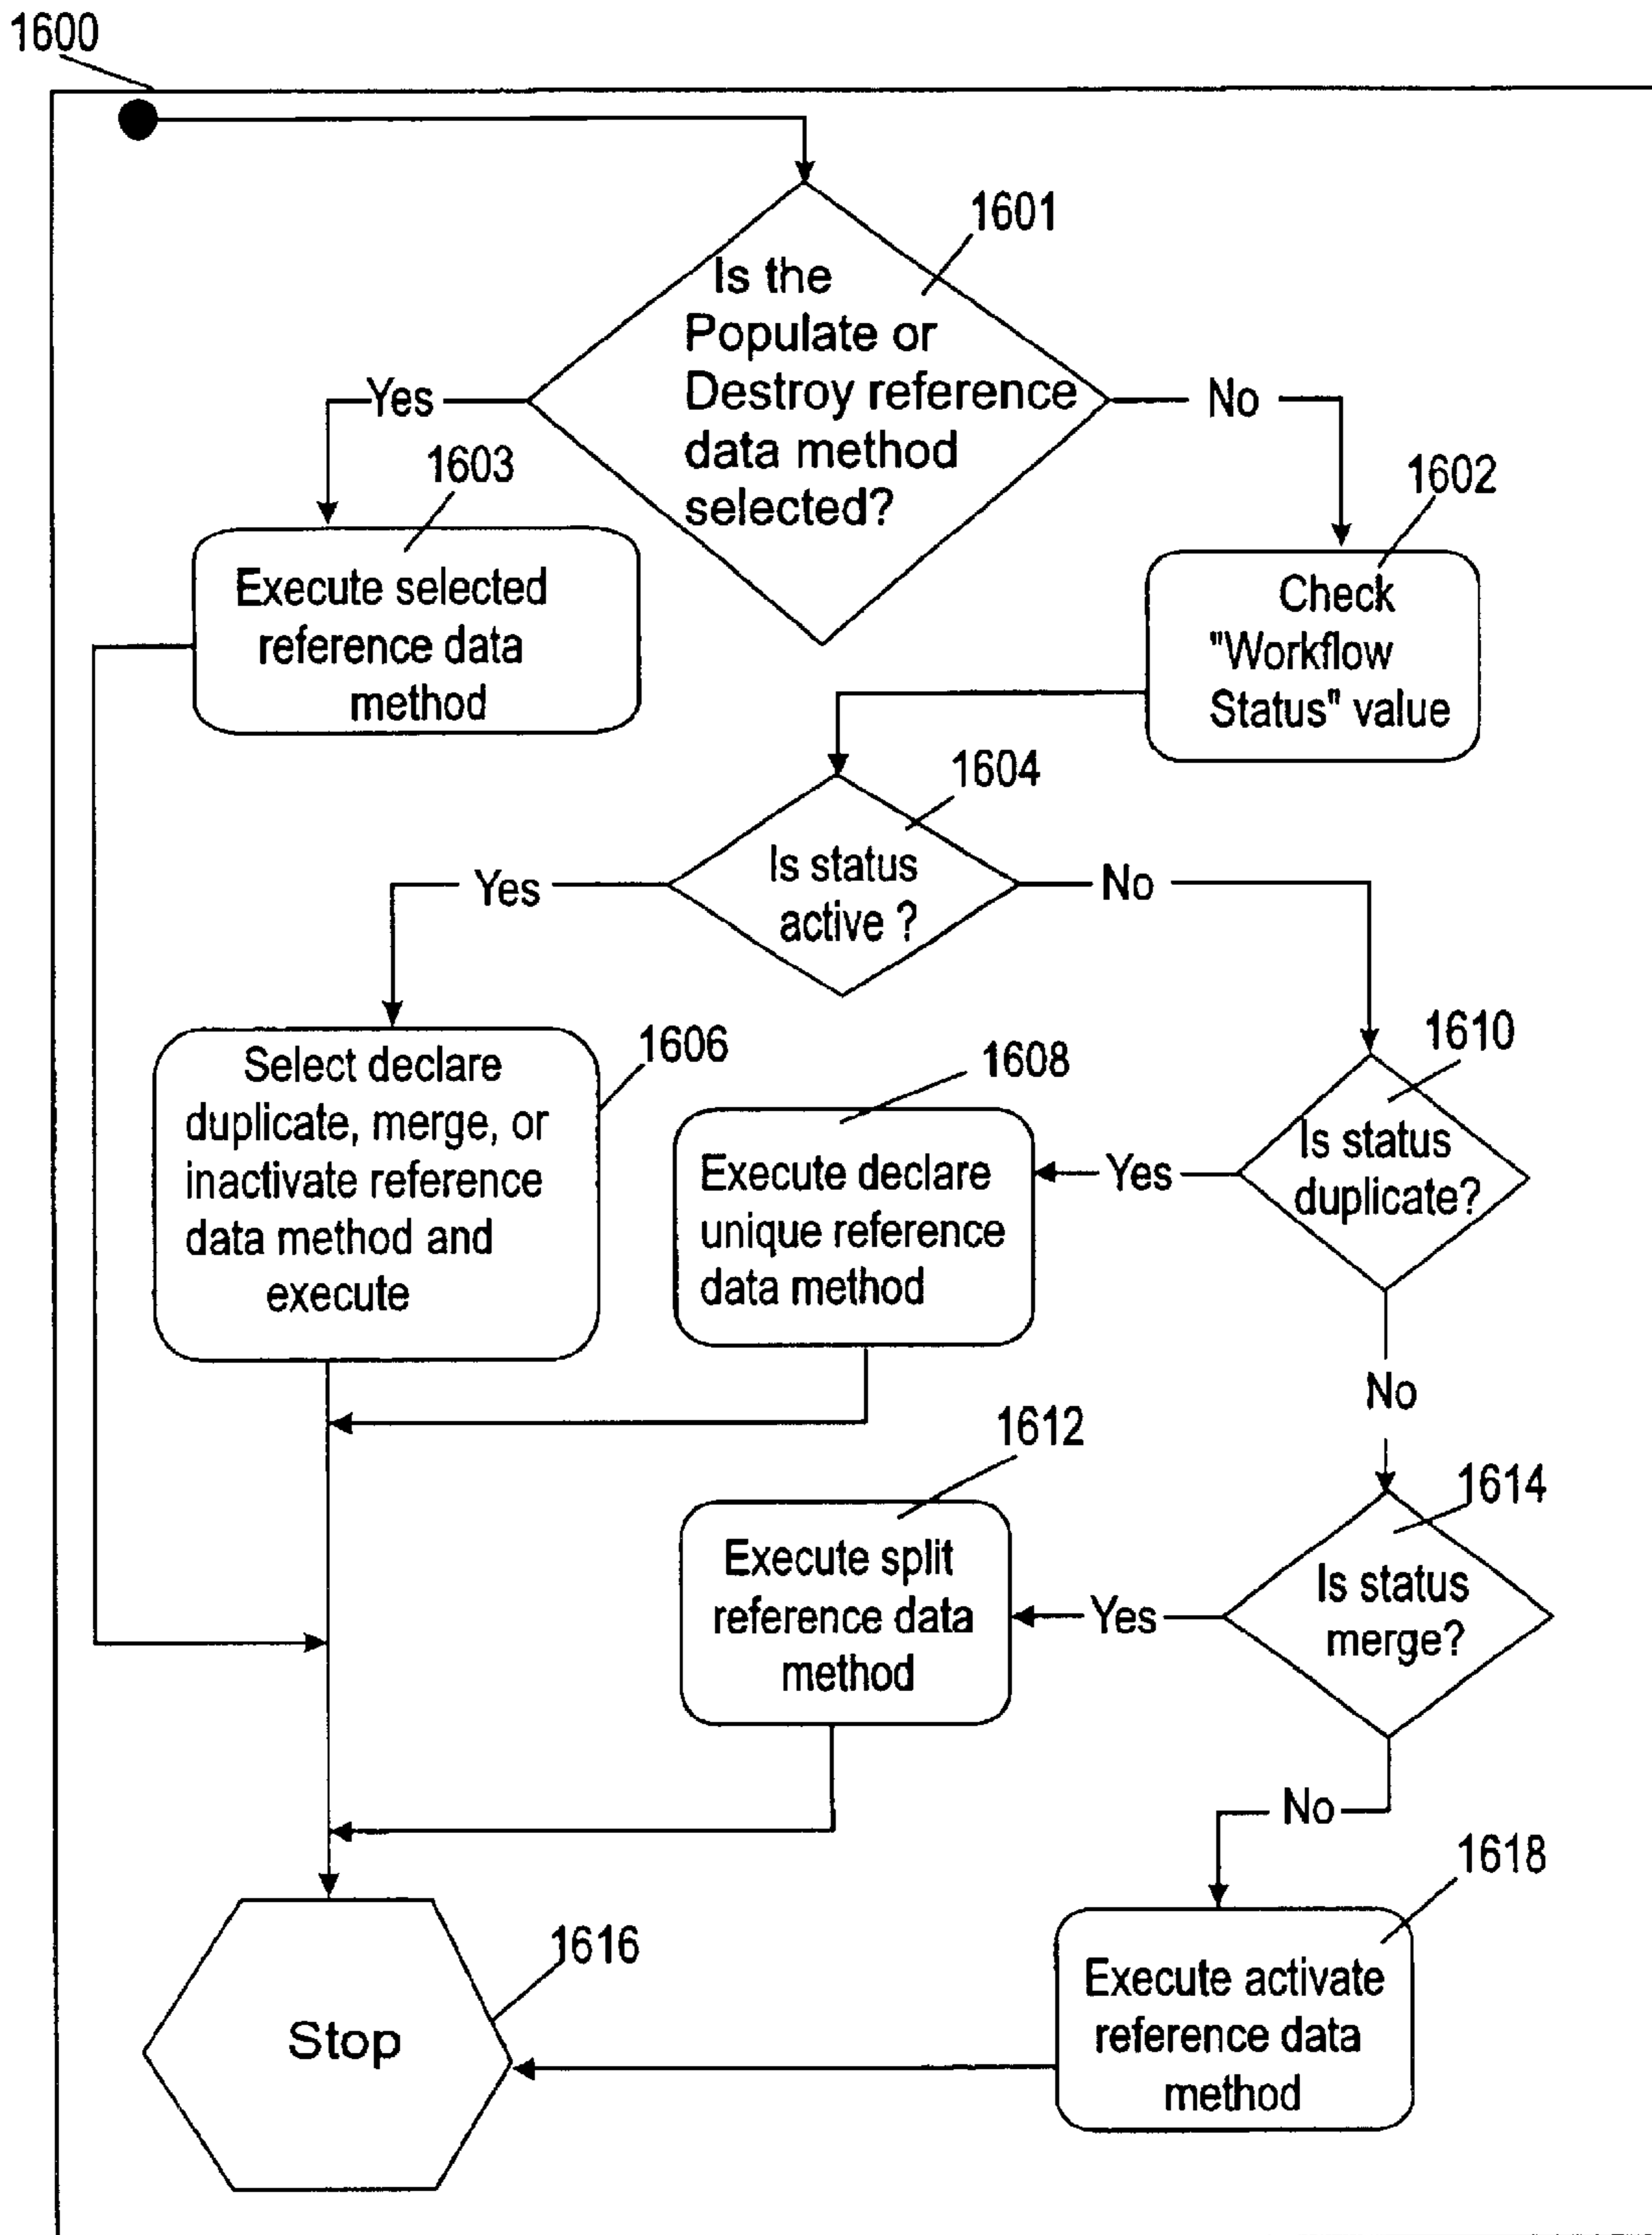 1600
1601
Is the
Populate or
Destroy reference
data method
selected?
Yes
No
1603
1602
Execute selected
reference data
method
Check
"Workflow
Status" value
1604
Is status
active ?
Yes
No
1606
1608
1610
Select declare
duplicate, merge, or
inactivate reference
data method and
execute
Execute declare
unique reference
data method
Yes
Is status
duplicate?
No
1612
1614
Execute split
reference data
method
Yes
Is status
merge?
No
1618
1616
Stop
Execute activate
reference data
method